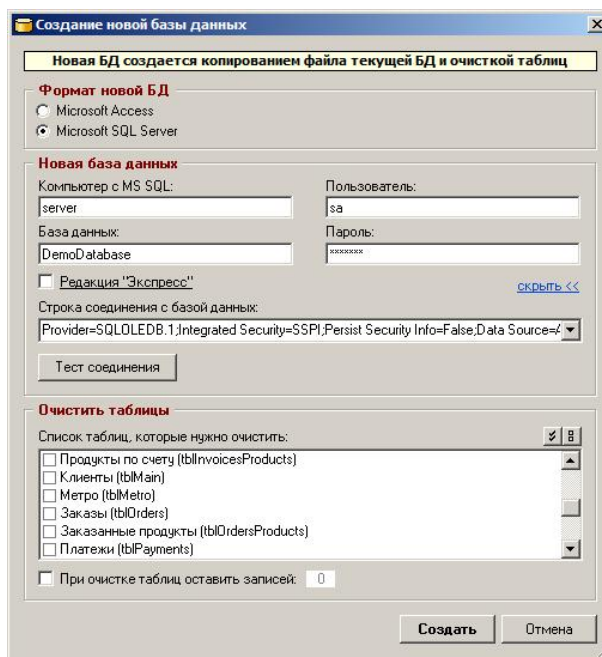 Создание новой базы данных
Новая БД создается копированием файла текущей БД и очисткой таблиц
Формат новой БД
Microsoft Access
Microsoft SQL Server
Новая база данных
Компьютер с MS SQL: Пользователь:
server sa
База данных: Пароль:
DemoDatabase *******
Редакция "Экспресс" скрыть <<
Строка соединения с базой данных:
Provider=SQLOLEDB.1;Integrated Security=SSPI;Persist Security Info=False;Data Source=
Тест соединения
Очистить таблицы
Список таблиц, которые нужно очистить:
Продукты по счету (tblInvoicesProducts)
Клиенты (tblMain)
Метро (tblMetro)
Заказы (tblOrders)
Заказанные продукты (tblOrdersProducts)
Платежи (tblPayments)
При очистке таблиц оставить записей: 0
Создать Отмена